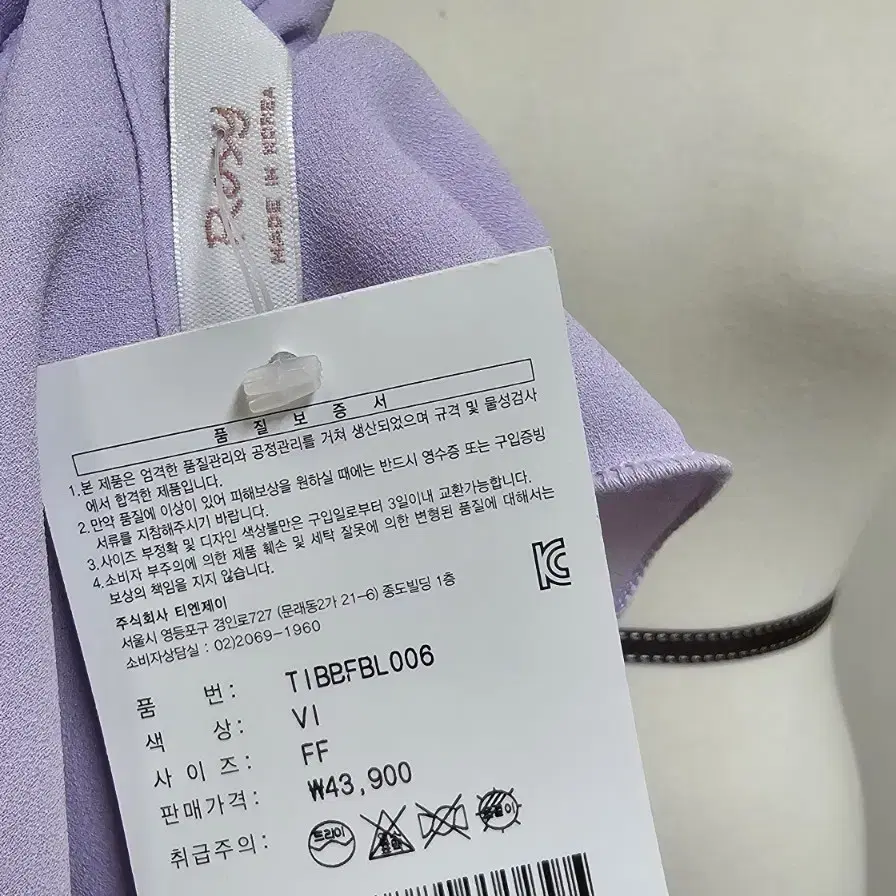 Roxy
MADE IN KOREA
품 질 보 증 서
1.본 제품은 엄격한 품질관리와 공정관리를 거쳐 생산되었으며 규격 및 물성검사
에서 합격한 제품입니다.
2.만약 품질에 이상이 있어 피해보상을 원하실 때에는 반드시 영수증 또는 구입증빙
서류를 지참해주시기 바랍니다.
3.사이즈 부정확 및 디자인 색상불만은 구입일로부터 3일이내 교환가능합니다.
4.소비자 부주의에 의한 제품 훼손 및 세탁 잘못에 의한 변형된 품질에 대해서는
보상의 책임을 지지 않습니다.
주식회사 티엔제이
서울시 영등포구 경인로727 (문래동2가 21-6) 종도빌딩 1층
소비자상담실 : 02)2069-1960
품 번: TIBBFBL006
색 상: VI
사 이 즈: FF
판매가격: ₩43,900
취급주의:
드라이